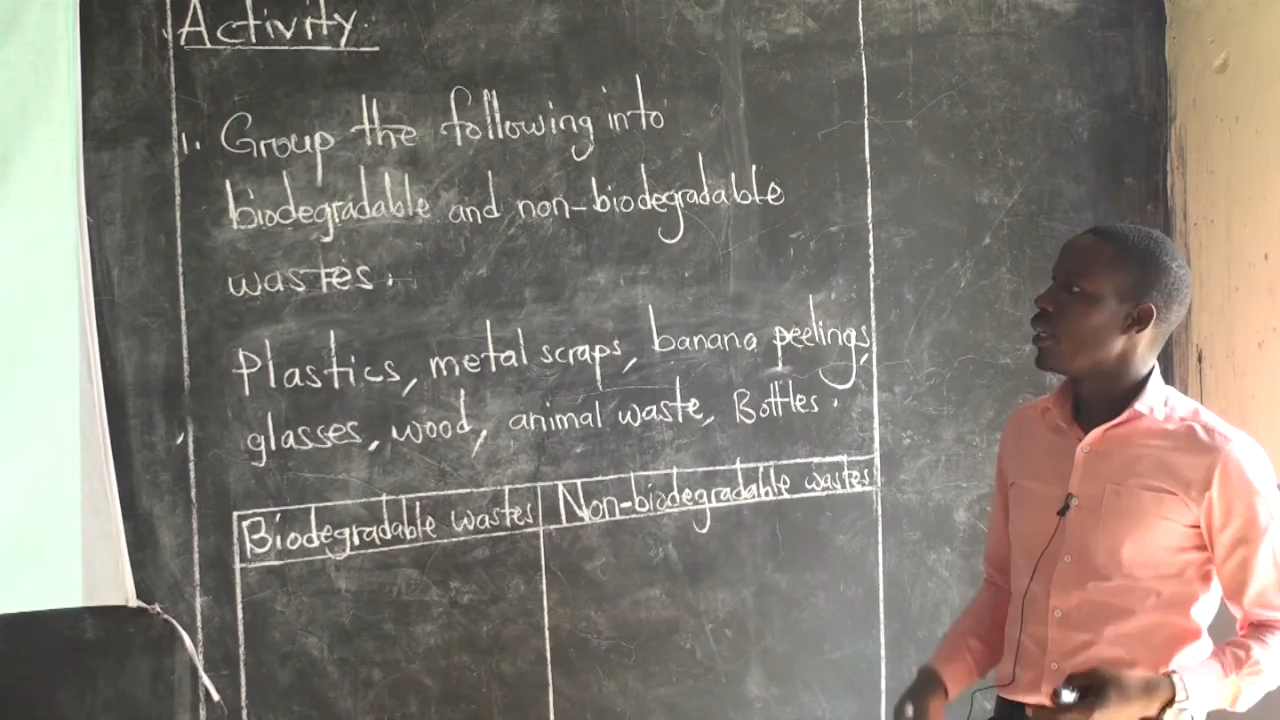 Activity.
1. Group the following into
biodegradable and non-biodegradable
wastes.
Plastics, metal scraps, banana peelings,
glasses, wood, animal waste, Bottles.
Biodegradable wastes Non-biodegradable wastes